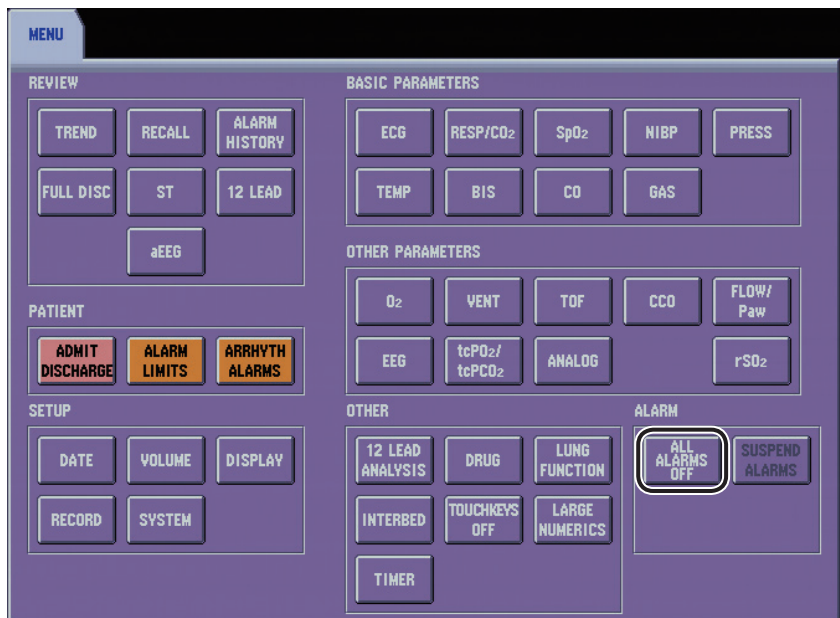 MENU
REVIEW
TREND
RECALL
ALARM
HISTORY
FULL DISC
ST
12 LEAD
aEEG
BASIC PARAMETERS
ECG
RESP/CO2
SpO2
NIBP
PRESS
TEMP
BIS
CO
GAS
OTHER PARAMETERS
O2
VENT
TOF
CCO
FLOW/
Paw
EEG
tcPO2/
tcPCO2
ANALOG
rSO2
PATIENT
ADMIT
DISCHARGE
ALARM
LIMITS
ARRHYTH
ALARMS
SETUP
DATE
VOLUME
DISPLAY
RECORD
SYSTEM
OTHER
12 LEAD
ANALYSIS
DRUG
LUNG
FUNCTION
INTERBED
TOUCHKEYS
OFF
LARGE
NUMERICS
TIMER
ALARM
ALL
ALARMS
OFF
SUSPEND
ALARMS